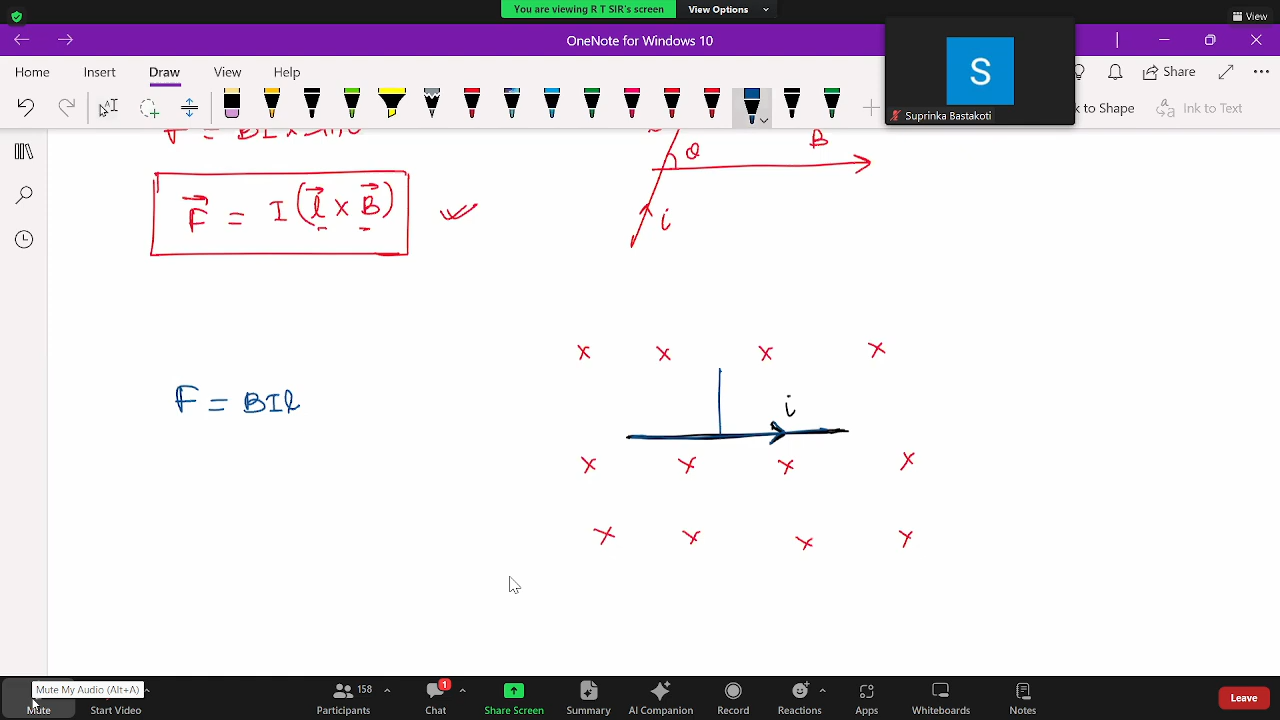 You are viewing R T SIR's screen
View Options
View
OneNote for Windows 10
S
Suprinka Bastakoti
Home Insert Draw View Help
Share
k to Shape
Ink to Text
θ
B
F⃗ = I(l⃗ x B⃗)
i
x x x x
F = BIl
i
x x x x
x x x x
Mute My Audio (Alt+A)
158
1
Mute
Start Video
Participants
Chat
Share Screen
Summary
AI Companion
Record
Reactions
Apps
Whiteboards
Notes
Leave